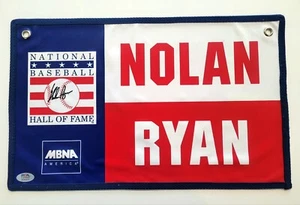 NATIONAL
BASEBALL
HALL OF FAME
MBNA
AMERICA
NOLAN
RYAN